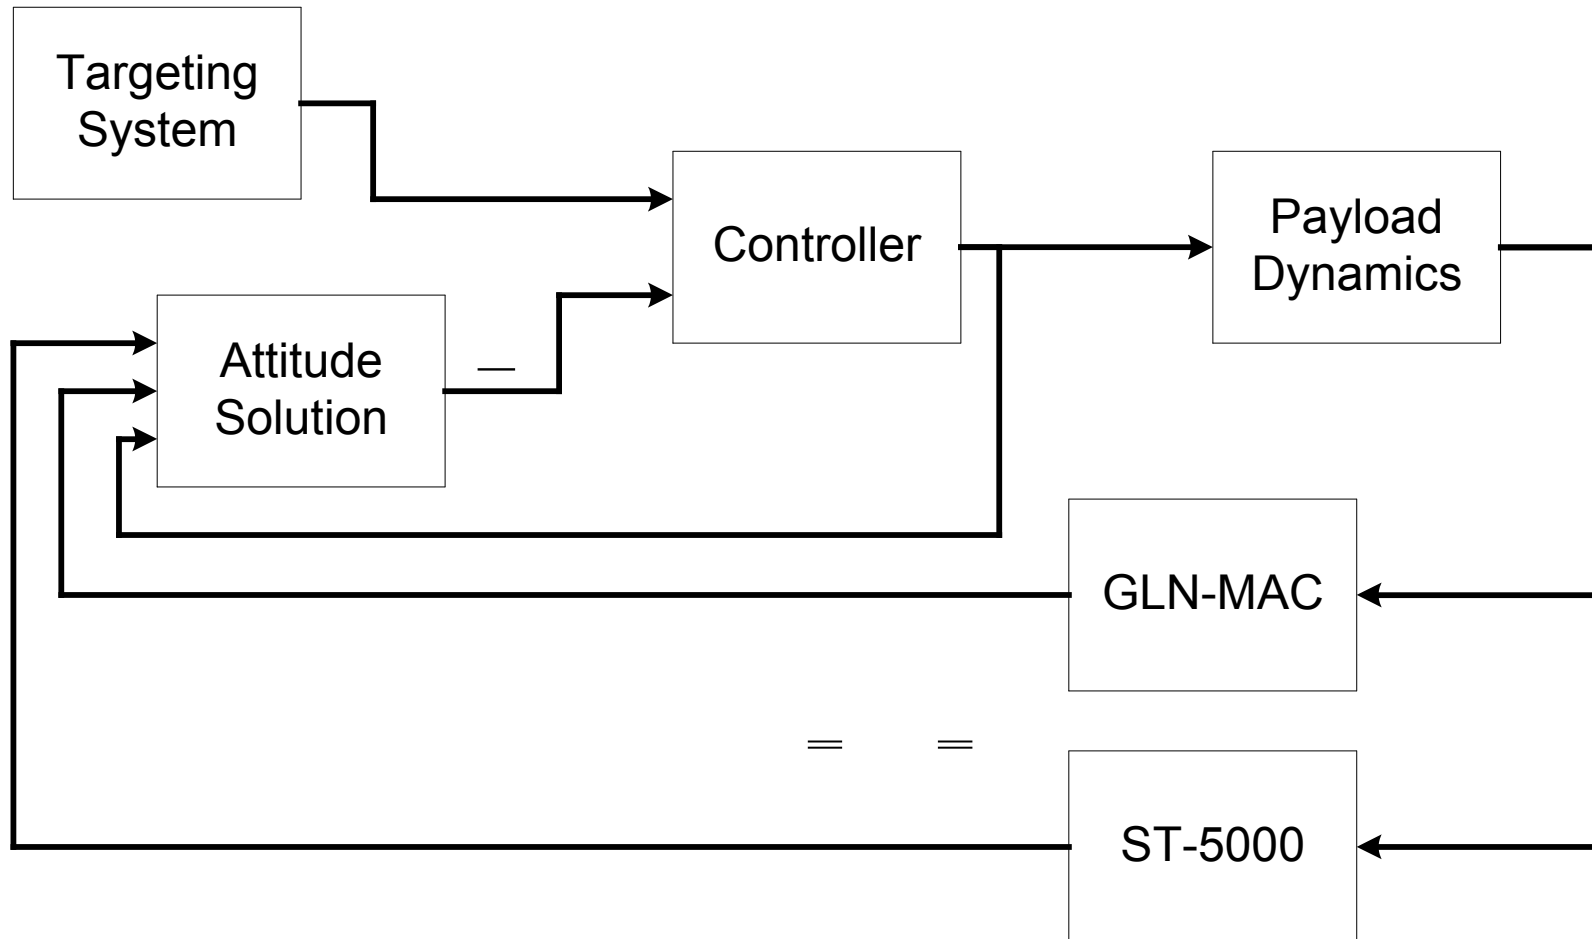 Targeting
System
Controller
Payload
Dynamics
Attitude
Solution
GLN-MAC
ST-5000